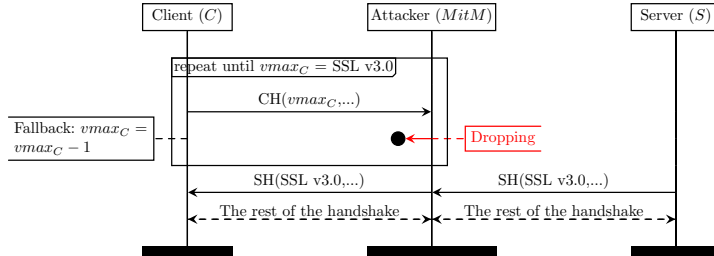 Client (C)
Attacker (MitM)
Server (S)
repeat until vmax_C = SSL v3.0
CH(vmax_C,...)
Fallback: vmax_C =
vmax_C − 1
Dropping
SH(SSL v3.0,...)
SH(SSL v3.0,...)
The rest of the handshake
The rest of the handshake